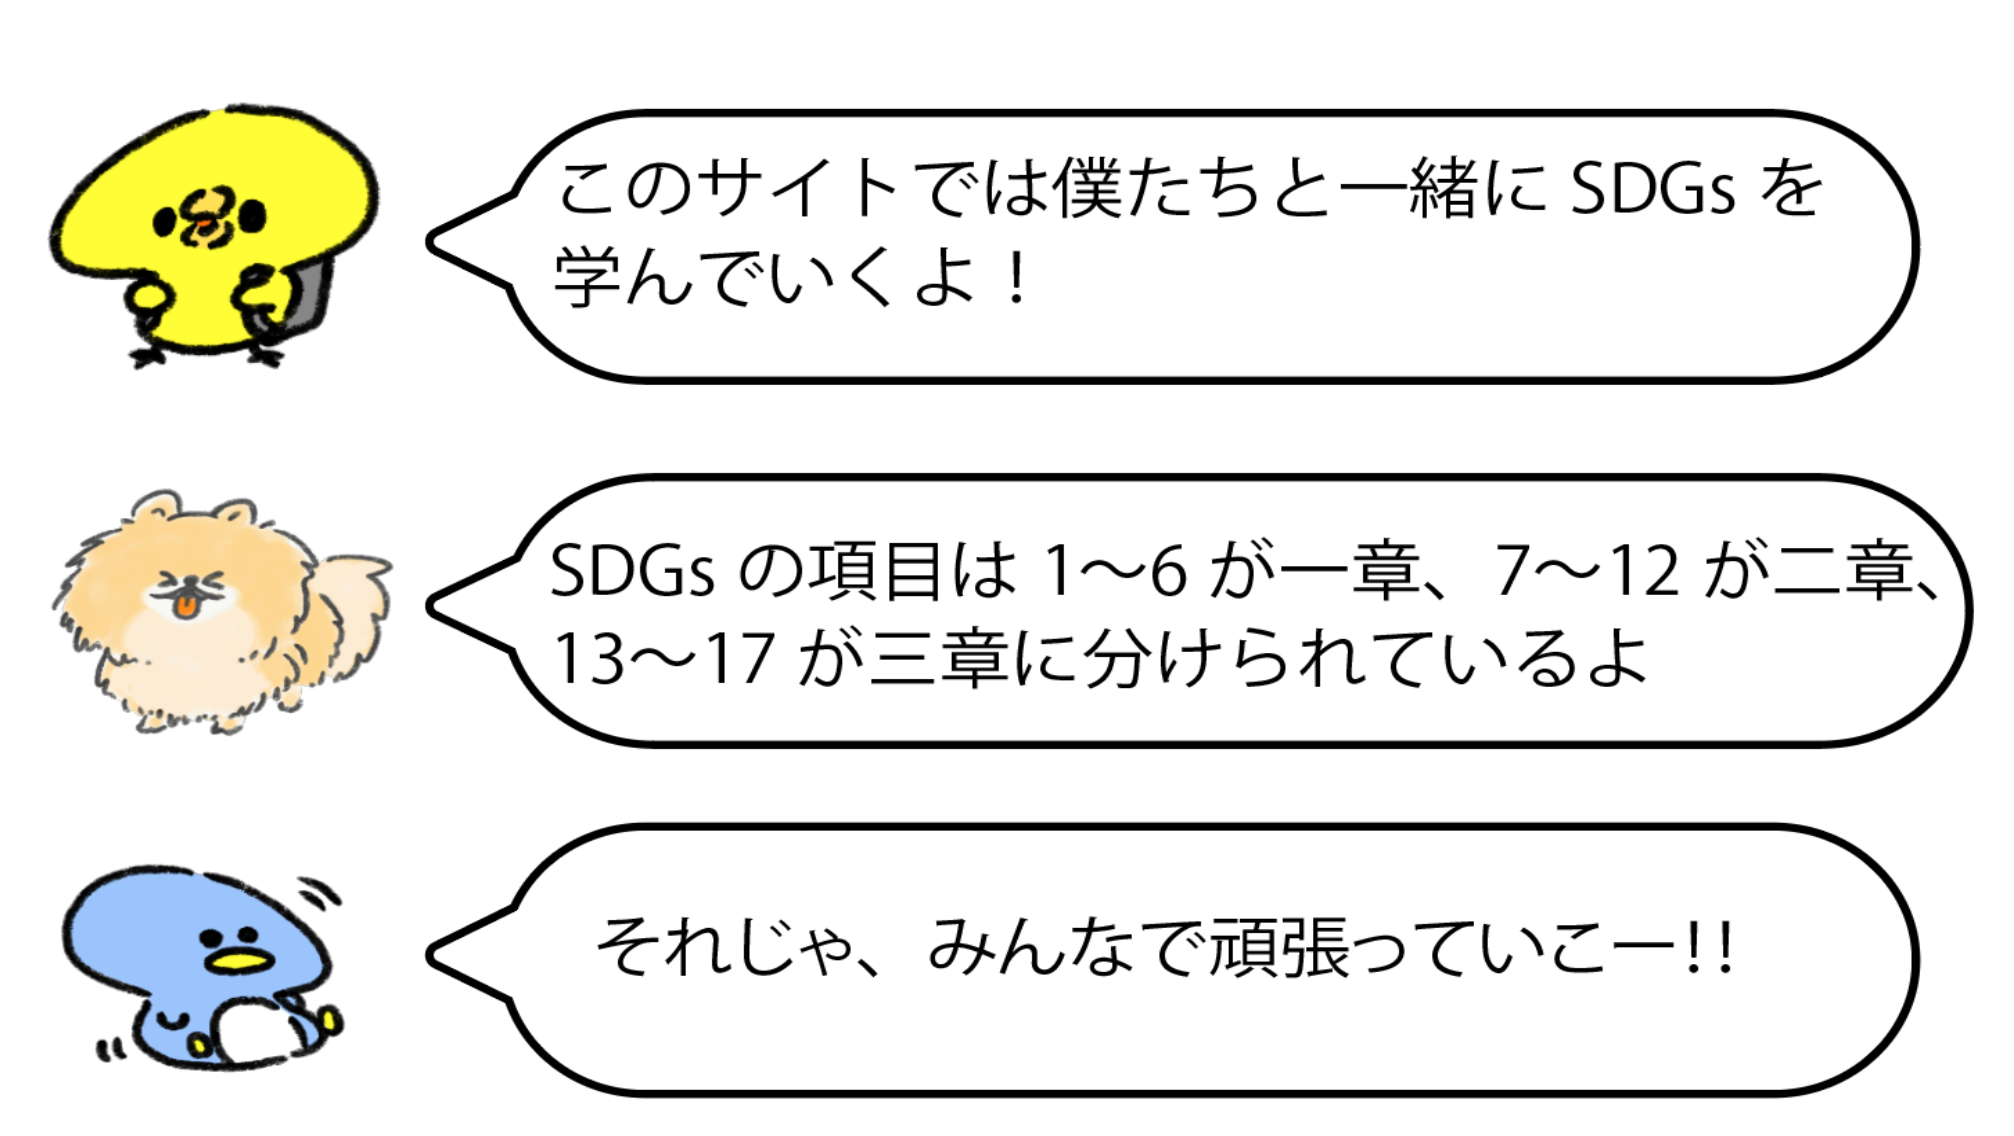 このサイトでは僕たちと一緒に SDGs を
学んでいくよ！
SDGs の項目は 1～6 が一章、7～12 が二章、
13～17 が三章に分けられているよ
それじゃ、みんなで頑張っていこー!!